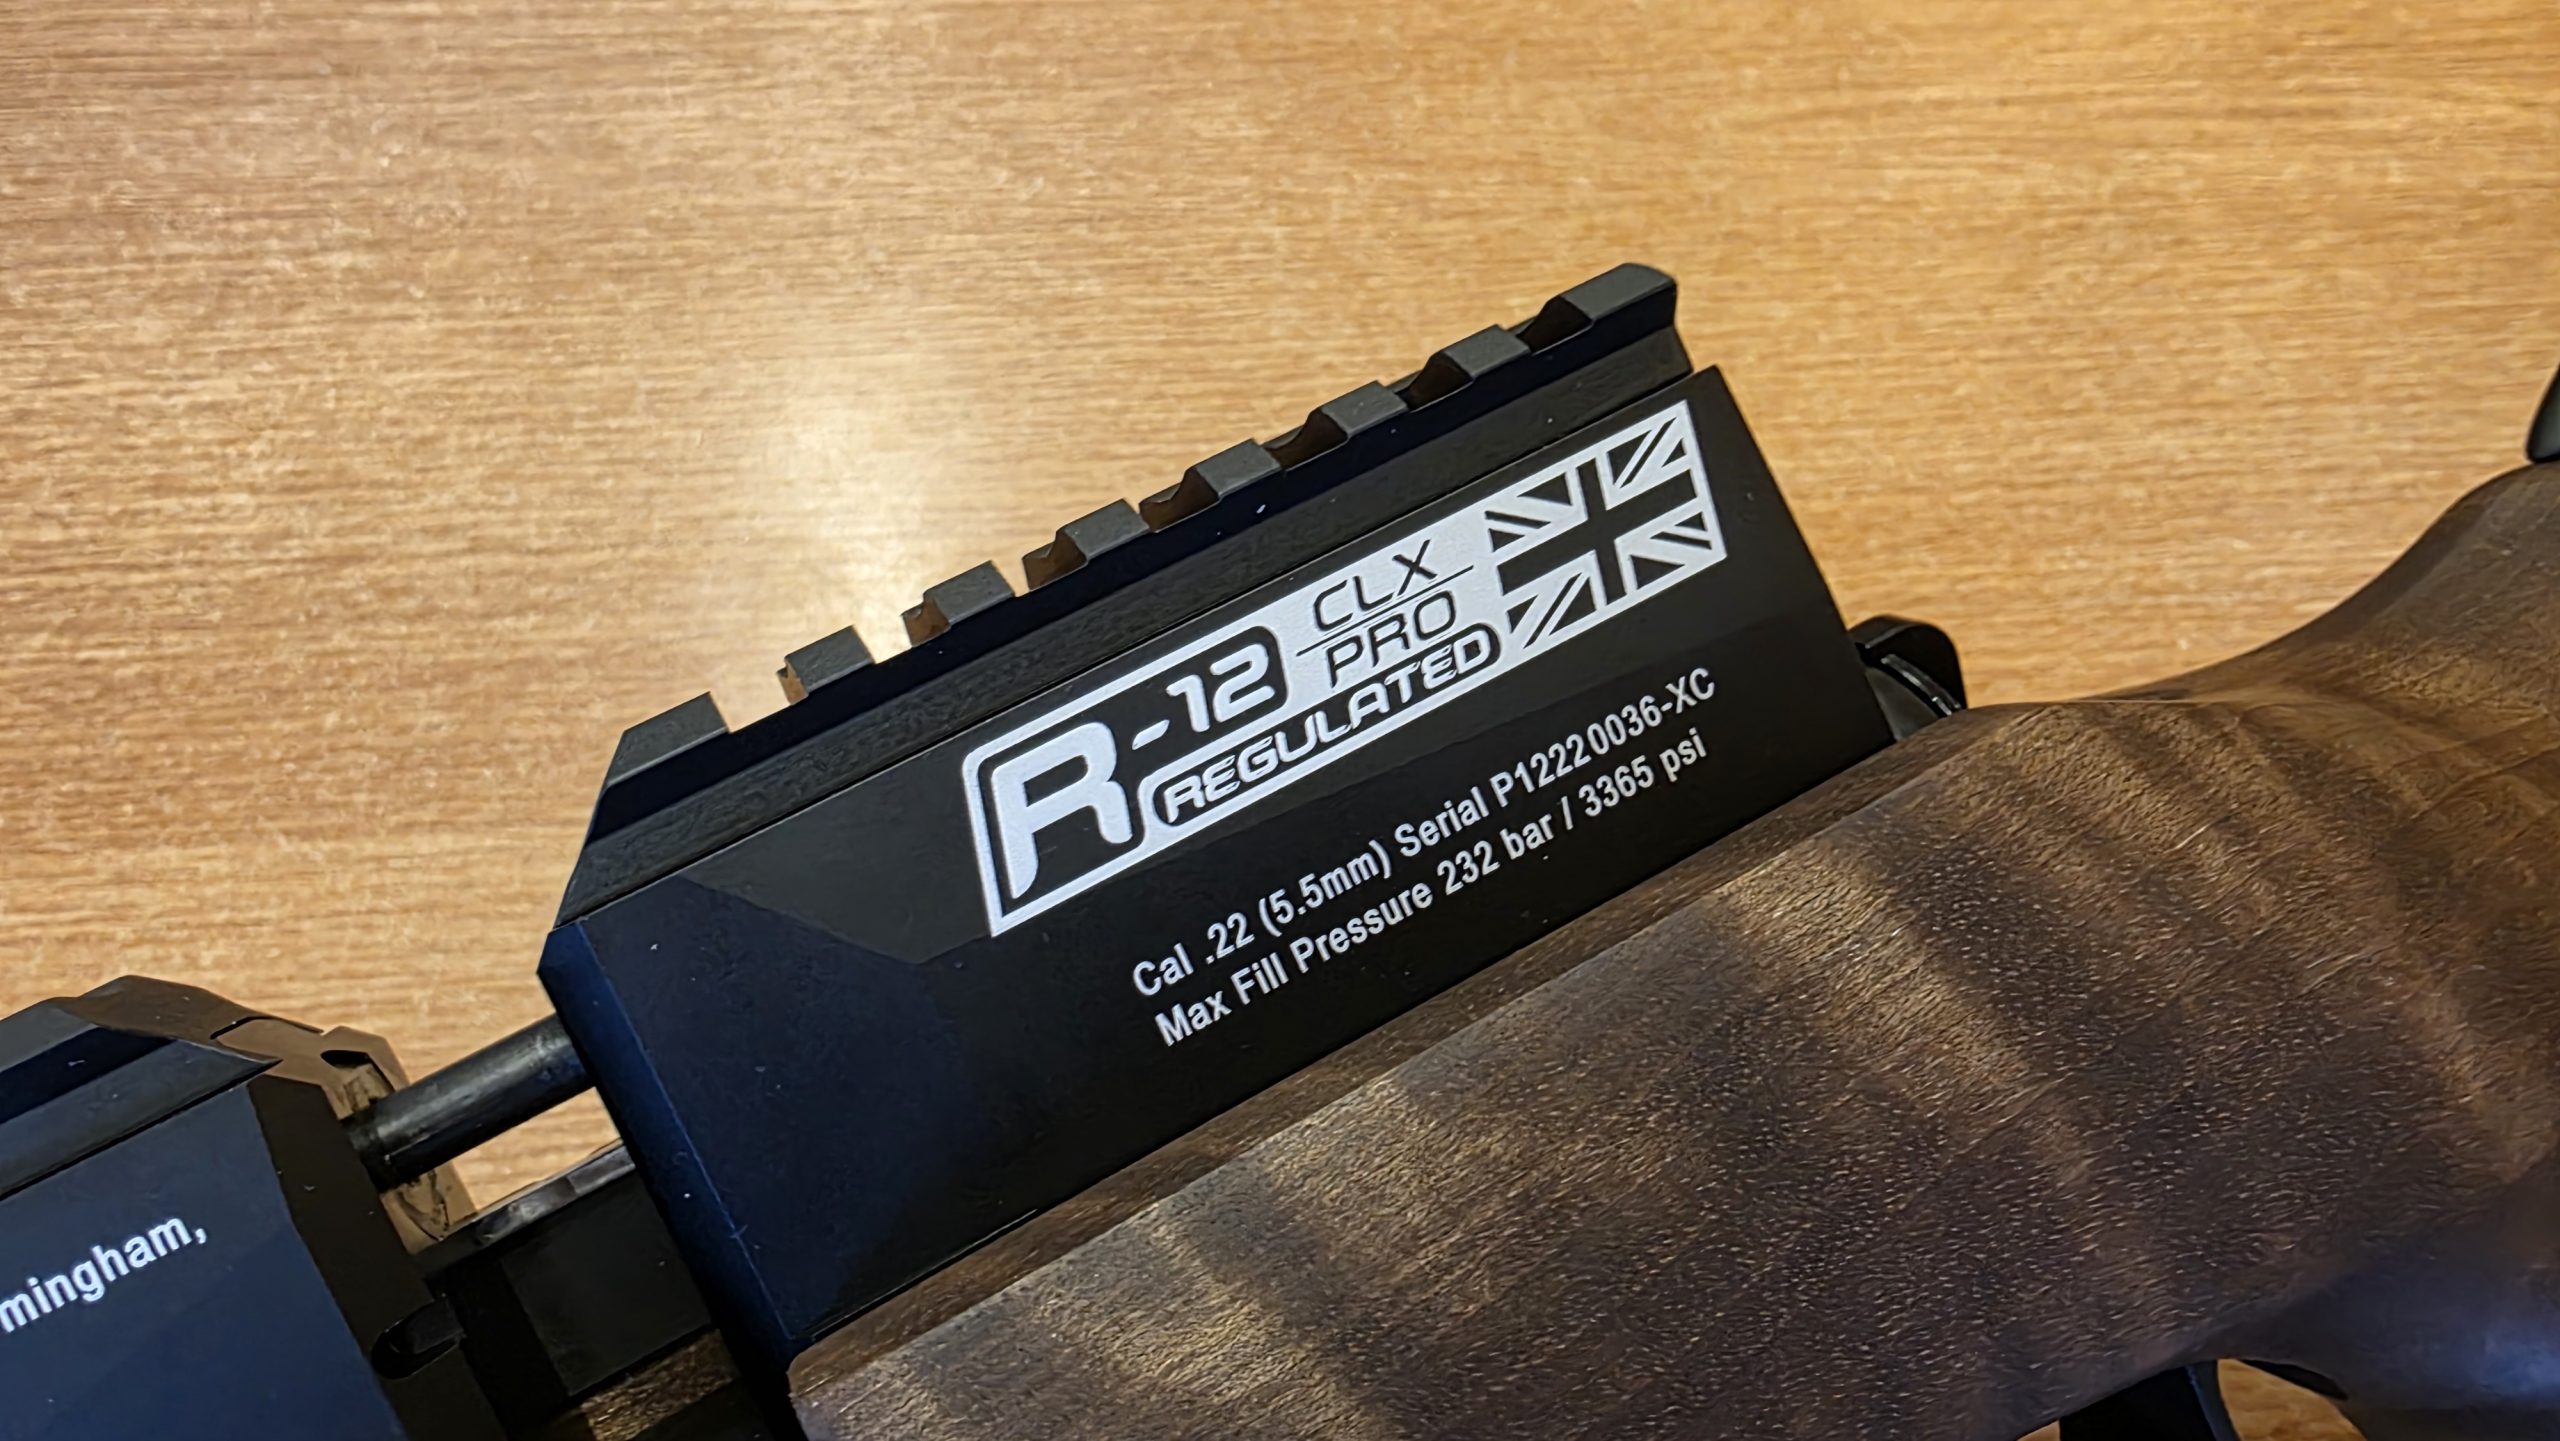 R-12 CLX
PRO
REGULATED
Cal .22 (5.5mm) Serial P12220036-XC
Max Fill Pressure 232 bar / 3365 psi
mingham,